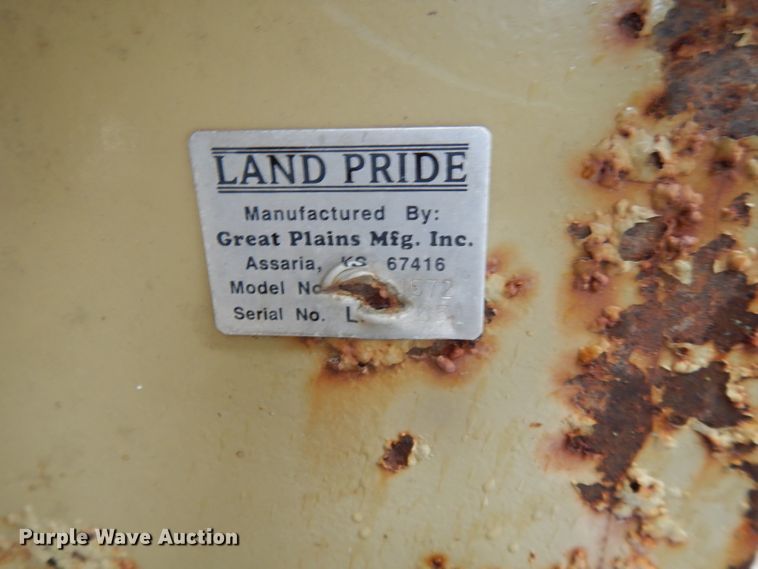 LAND PRIDE
Manufactured By:
Great Plains Mfg. Inc.
Assaria, KS 67416
Model No
Serial No.
Purple Wave Auction